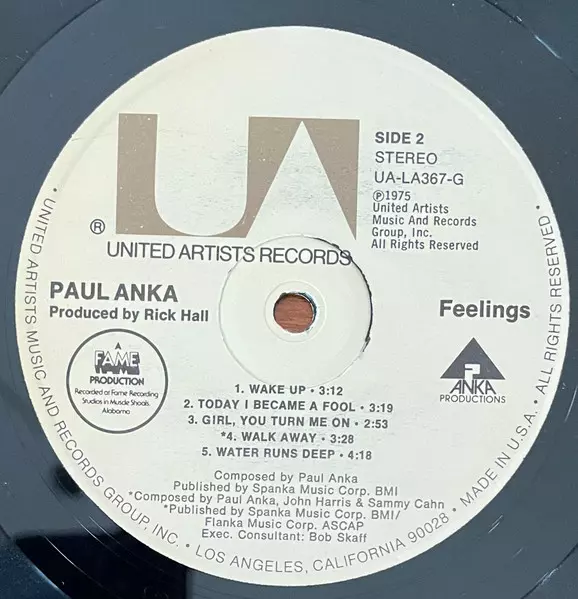 UA
®
UNITED ARTISTS RECORDS
SIDE 2
STEREO
UA-LA367-G
℗1975
United Artists
Music And Records
Group, Inc.
All Rights Reserved
PAUL ANKA
Produced by Rick Hall
Feelings
A
FAME
PRODUCTION
Recorded at Fame Recording
Studios in Muscle Shoals,
Alabama
ANKA
PRODUCTIONS
1. WAKE UP • 3:12
2. TODAY I BECAME A FOOL • 3:19
3. GIRL, YOU TURN ME ON • 2:53
*4. WALK AWAY • 3:28
5. WATER RUNS DEEP • 4:18
Composed by Paul Anka
Published by Spanka Music Corp. BMI
*Composed by Paul Anka, John Harris & Sammy Cahn
*Published by Spanka Music Corp. BMI/
Flanka Music Corp. ASCAP
Exec. Consultant: Bob Skaff
• UNITED ARTISTS MUSIC AND RECORDS GROUP, INC. • LOS ANGELES, CALIFORNIA 90028 • MADE IN U.S.A. • ALL RIGHTS RESERVED •